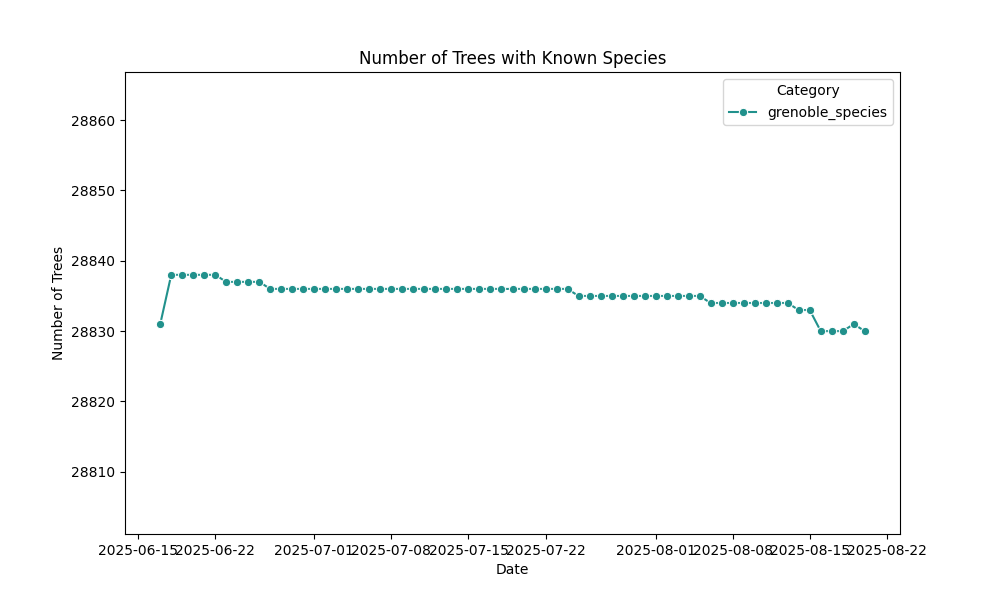 Number of Trees with Known Species
Category
grenoble_species
Number of Trees
28860
28850
28840
28830
28820
28810
2025-06-15 2025-06-22 2025-07-01 2025-07-08 2025-07-15 2025-07-22 2025-08-01 2025-08-08 2025-08-15 2025-08-22
Date